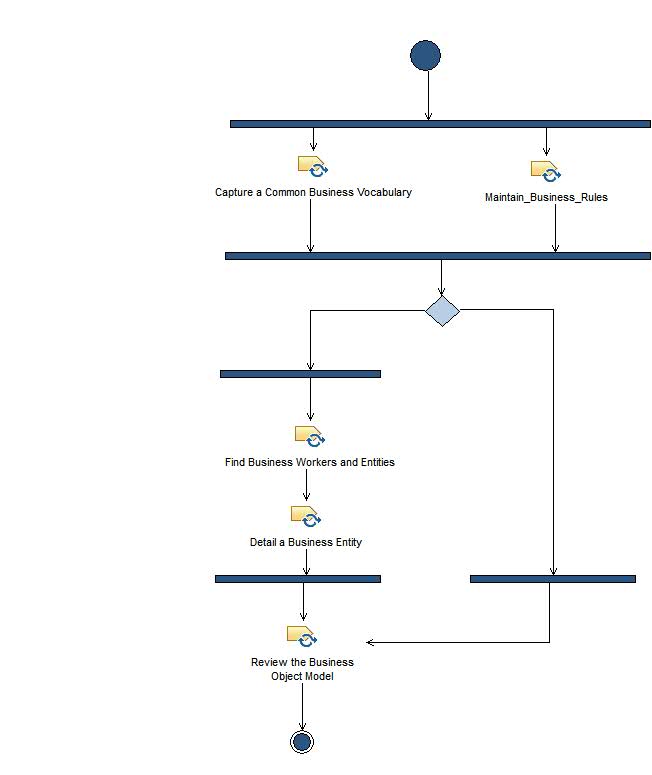 Capture a Common Business Vocabulary
Maintain_Business_Rules
Find Business Workers and Entities
Detail a Business Entity
Review the Business
Object Model